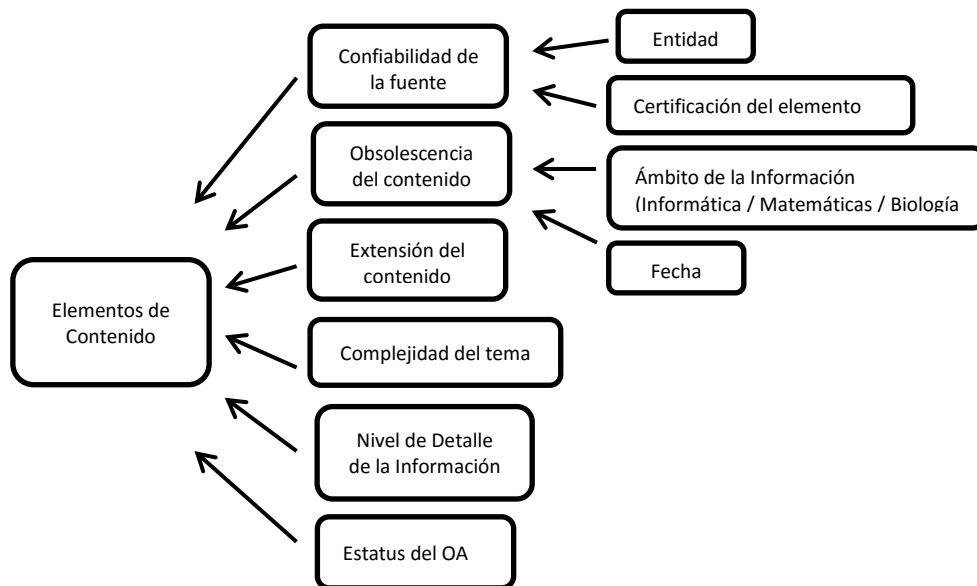 Entidad
Confiabilidad de
la fuente
Certificación del elemento
Obsolescencia
del contenido
Ámbito de la Información
(Informática / Matemáticas / Biología
Extensión del
contenido
Fecha
Elementos de
Contenido
Complejidad del tema
Nivel de Detalle
de la Información
Estatus del OA